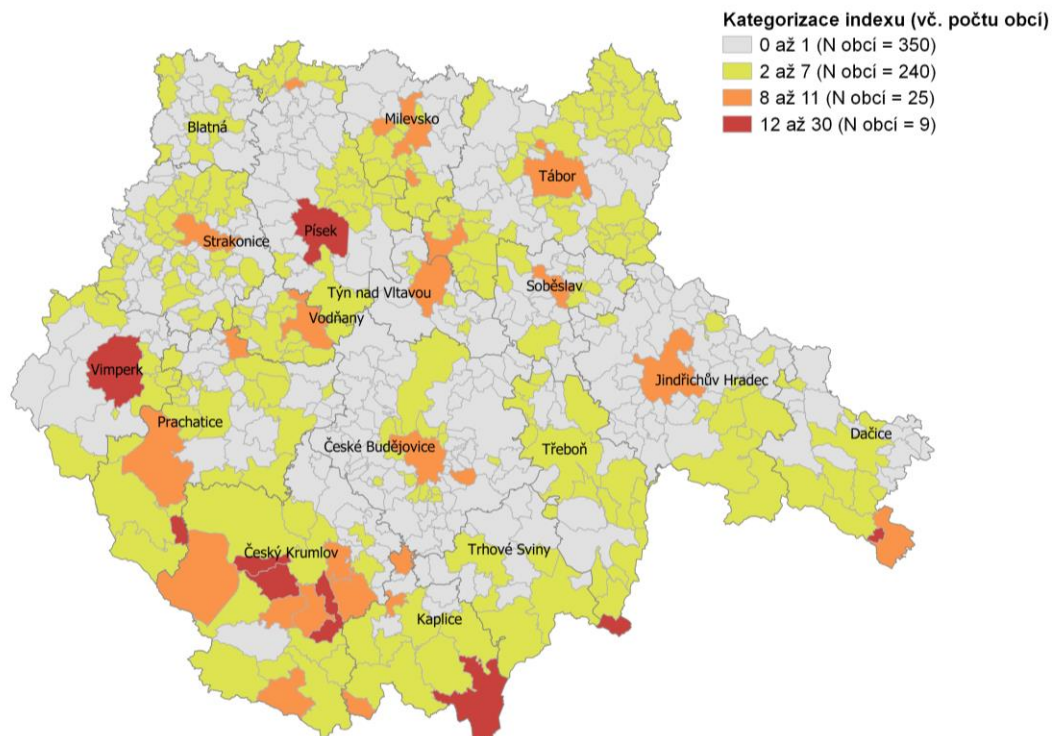 Kategorizace indexu (vč. počtu obcí)
0 až 1 (N obcí = 350)
2 až 7 (N obcí = 240)
8 až 11 (N obcí = 25)
12 až 30 (N obcí = 9)
Blatná
Milevsko
Tábor
Strakonice
Písek
Týn nad Vltavou
Soběslav
Vodňany
Vimperk
Jindřichův Hradec
Prachatice
České Budějovice
Třeboň
Dačice
Český Krumlov
Trhové Sviny
Kaplice